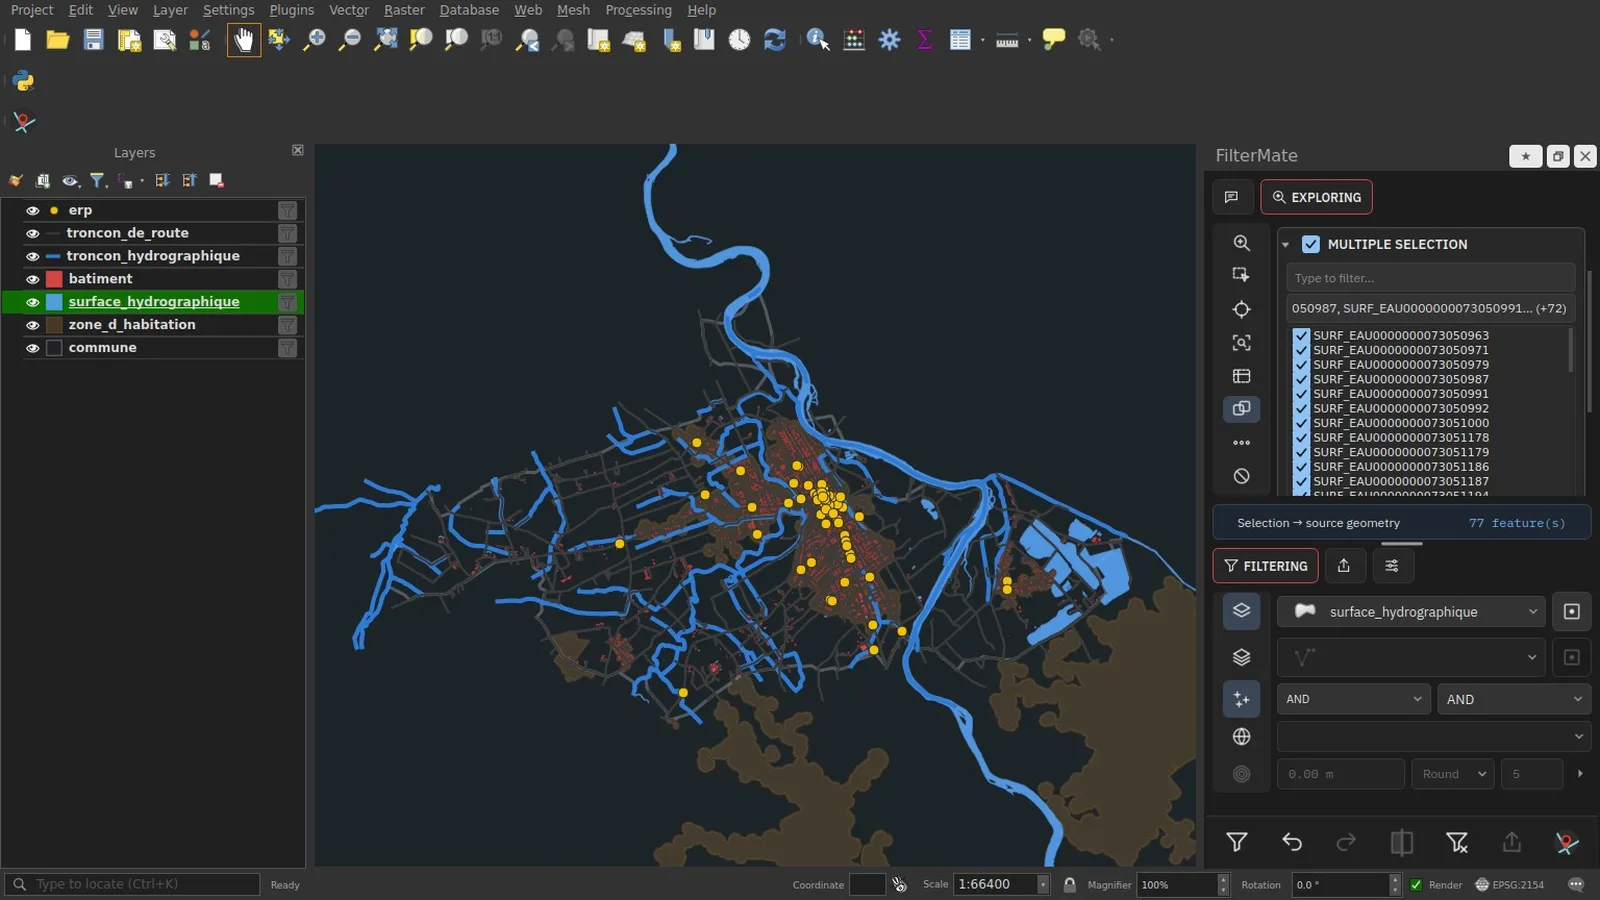 Project Edit View Layer Settings Plugins Vector Raster Database Web Mesh Processing Help
Layers
erp
troncon_de_route
troncon_hydrographique
batiment
surface_hydrographique
zone_d_habitation
commune
FilterMate
EXPLORING
MULTIPLE SELECTION
Type to filter...
050987, SURF_EAU0000000073050991... (+72)
SURF_EAU0000000073050963
SURF_EAU0000000073050971
SURF_EAU0000000073050979
SURF_EAU0000000073050987
SURF_EAU0000000073050991
SURF_EAU0000000073050992
SURF_EAU0000000073051000
SURF_EAU0000000073051178
SURF_EAU0000000073051179
SURF_EAU0000000073051186
SURF_EAU0000000073051187
SURF_EAU0000000073051194
Selection → source geometry 77 feature(s)
FILTERING
surface_hydrographique
AND AND
0.00 m Round 5
Type to locate (Ctrl+K) Ready Coordinate Scale 1:66400 Magnifier 100% Rotation 0.0 ° Render EPSG:2154